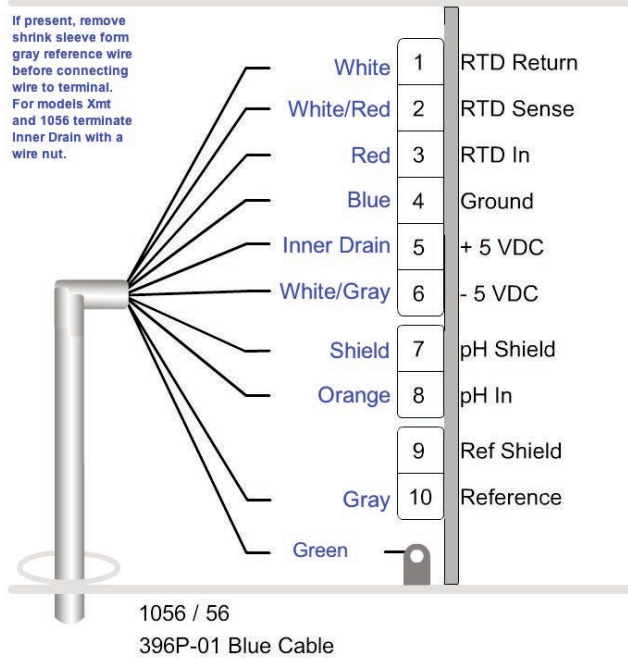 If present, remove
shrink sleeve form
gray reference wire
before connecting
wire to terminal.
For models Xmt
and 1056 terminate
Inner Drain with a
wire nut.
White 1 RTD Return
White/Red 2 RTD Sense
Red 3 RTD In
Blue 4 Ground
Inner Drain 5 + 5 VDC
White/Gray 6 - 5 VDC
Shield 7 pH Shield
Orange 8 pH In
9 Ref Shield
Gray 10 Reference
Green
1056 / 56
396P-01 Blue Cable